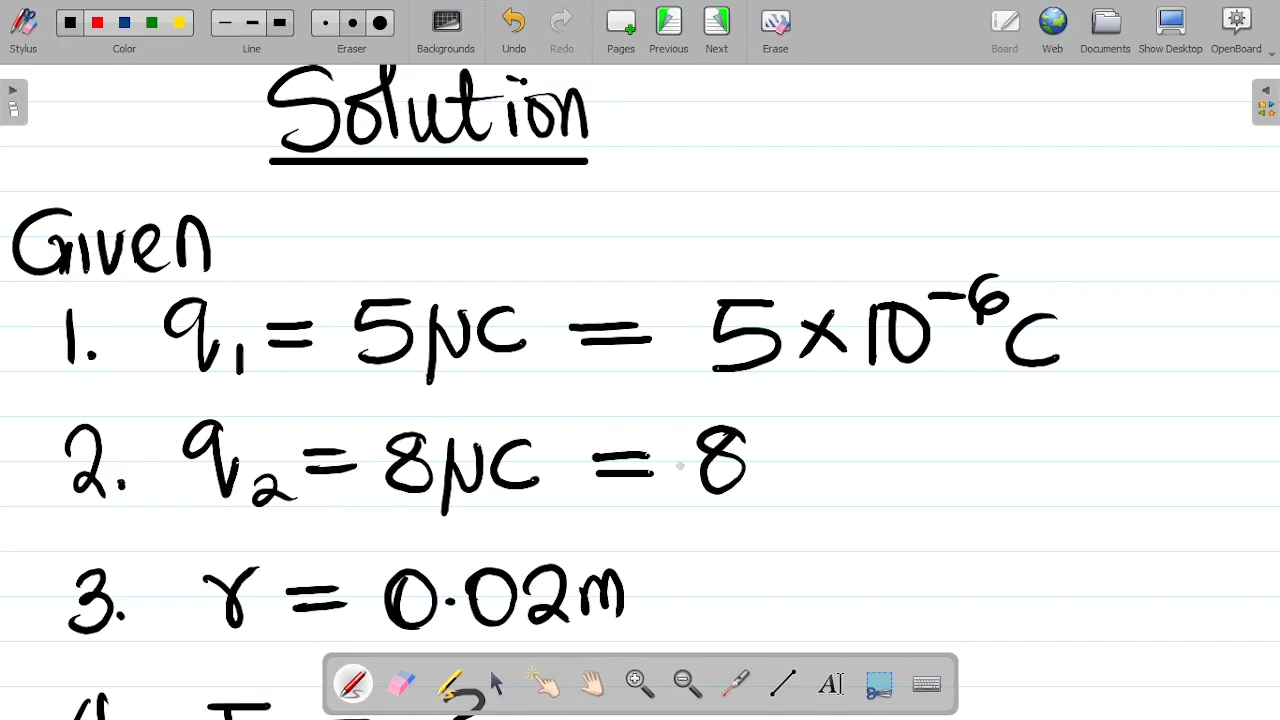 Stylus Color Line Eraser Backgrounds Undo Redo Pages Previous Next Erase Board Web Documents Show Desktop OpenBoard
Solution
Given
1. q₁ = 5μC = 5×10⁻⁶C
2. q₂ = 8μC = 8
3. r = 0.02m